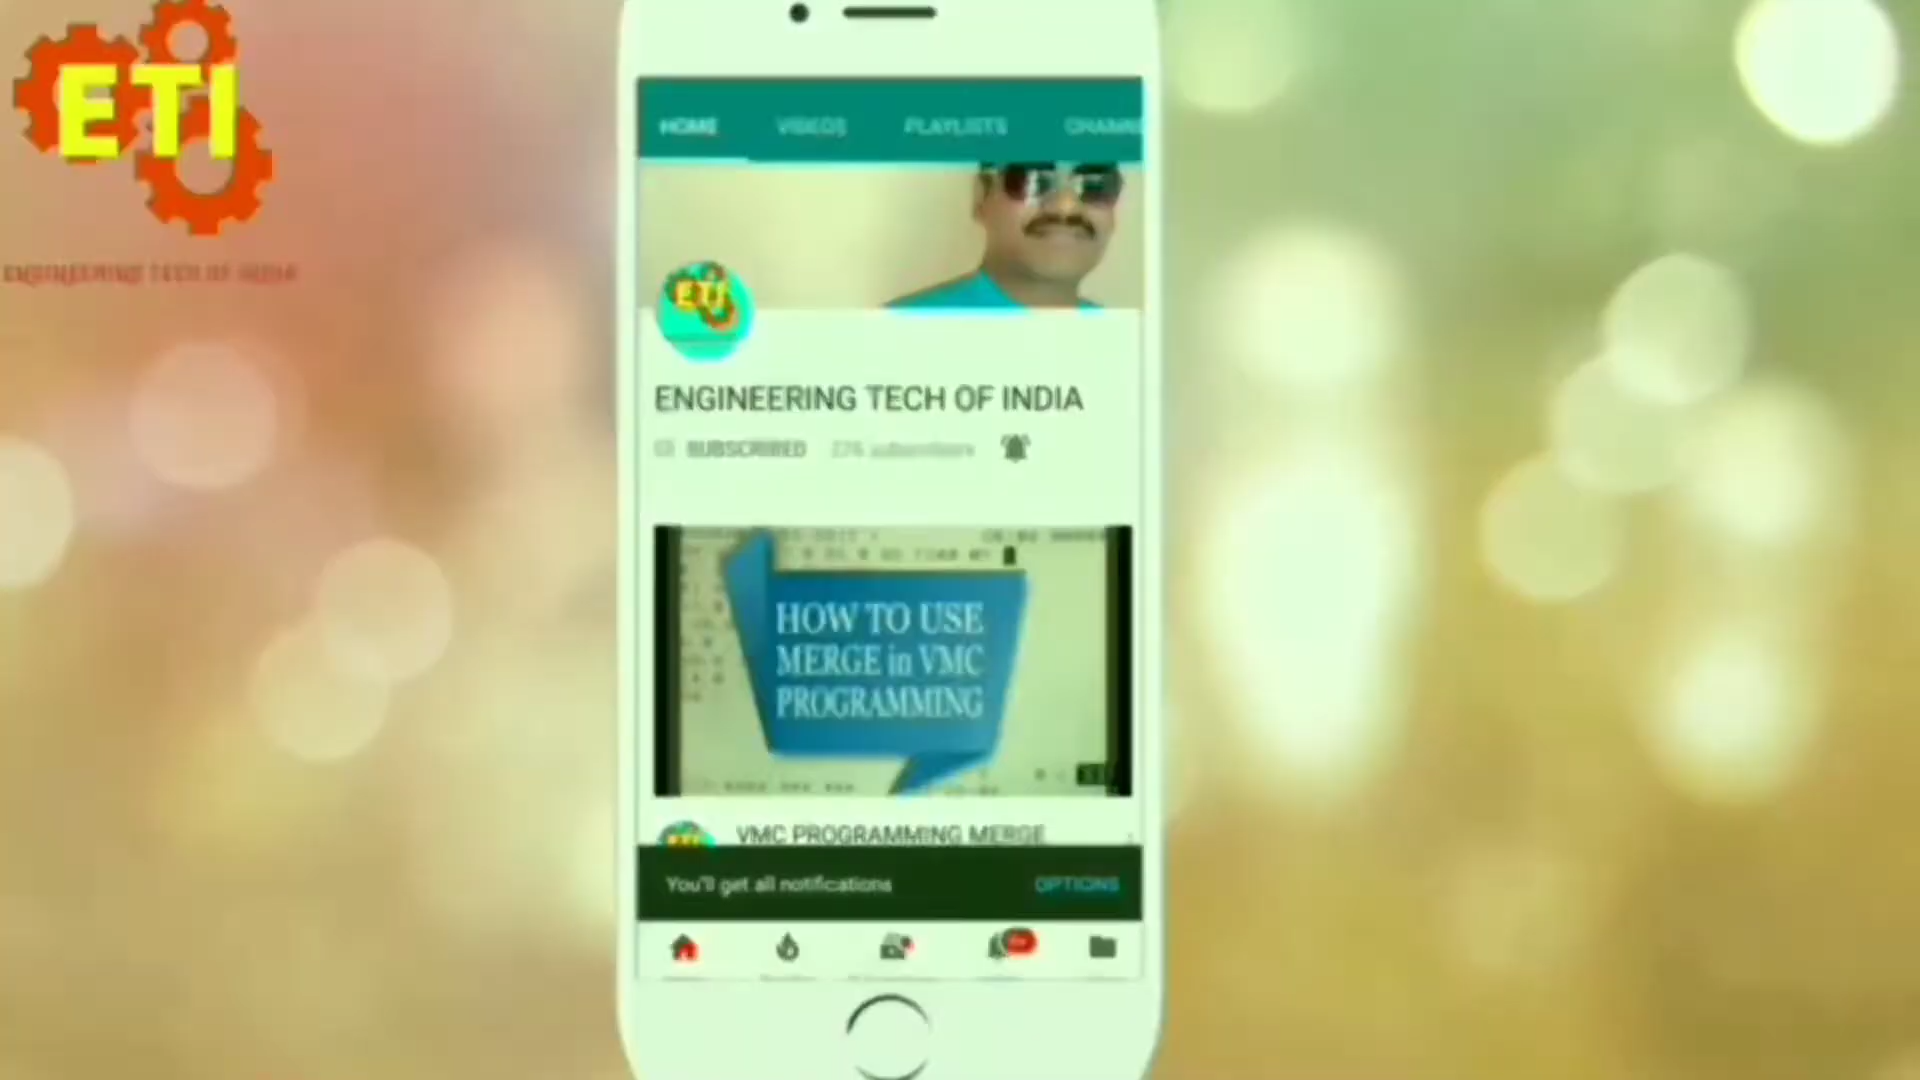 ETI
ENGINEERING TECH OF INDIA
HOME VIDEOS PLAYLISTS
ETI
ENGINEERING TECH OF INDIA
SUBSCRIBED subscribers
HOW TO USE
MERGE in VMC
PROGRAMMING
VMC PROGRAMMING MERGE
You'll get all notifications OPTIONS